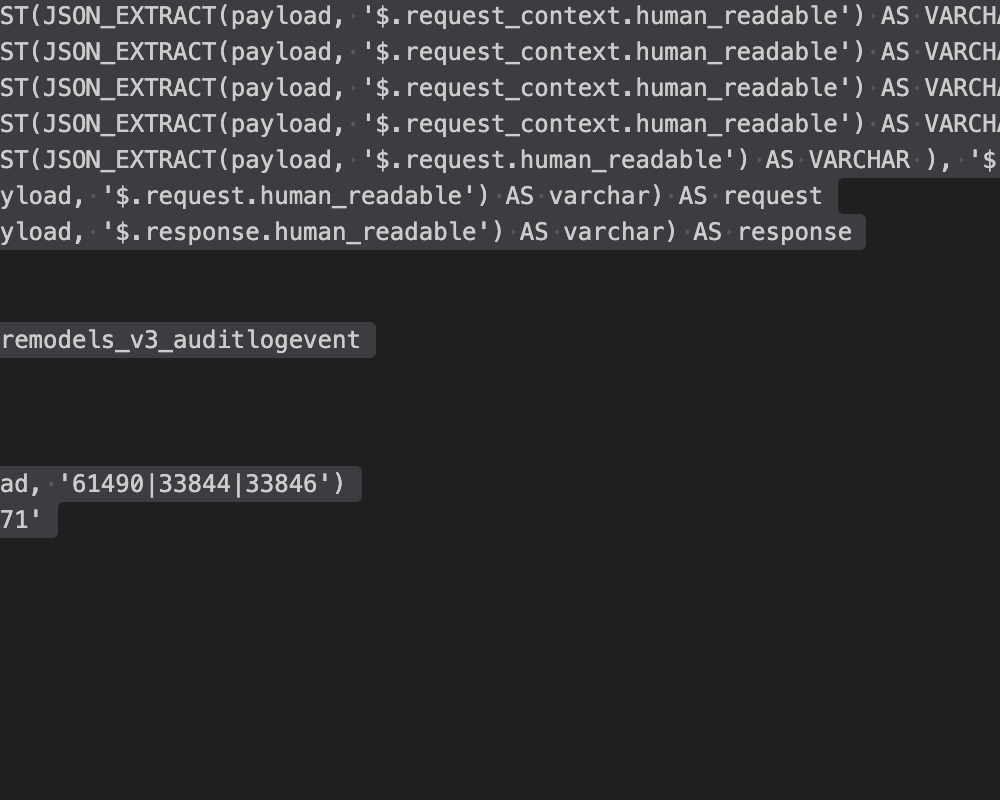 ST(JSON_EXTRACT(payload, '$.request_context.human_readable') AS VARCHA
ST(JSON_EXTRACT(payload, '$.request_context.human_readable') AS VARCHA
ST(JSON_EXTRACT(payload, '$.request_context.human_readable') AS VARCHA
ST(JSON_EXTRACT(payload, '$.request_context.human_readable') AS VARCHA
ST(JSON_EXTRACT(payload, '$.request.human_readable') AS VARCHAR ), '$
yload, '$.request.human_readable') AS varchar) AS request
yload, '$.response.human_readable') AS varchar) AS response
remodels_v3_auditlogevent
ad, '61490|33844|33846')
71'